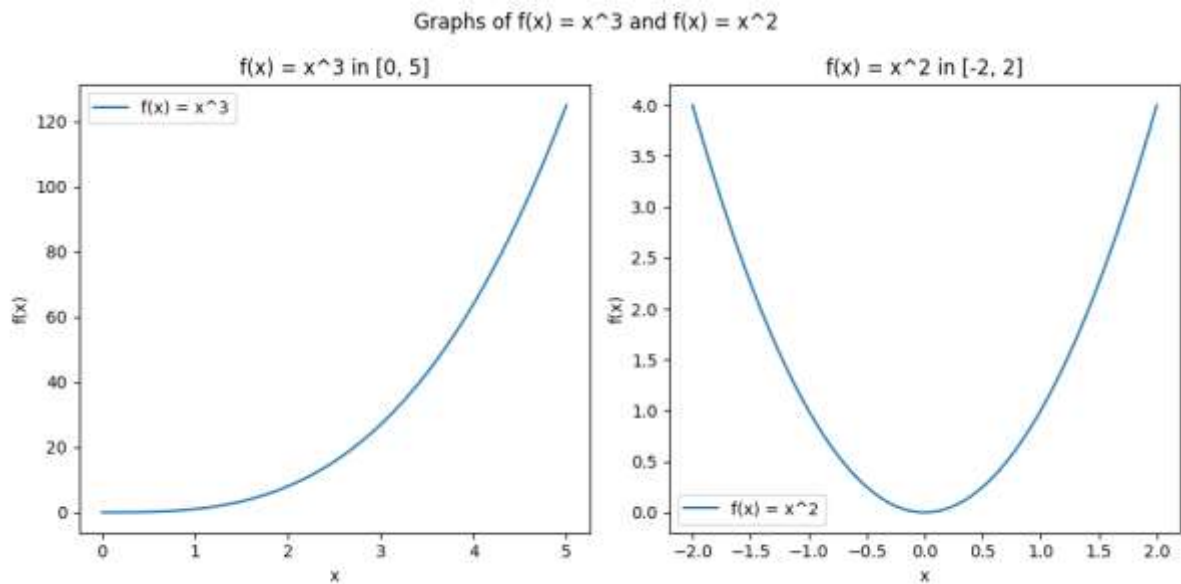 Graphs of f(x) = x^3 and f(x) = x^2
f(x) = x^3 in [0, 5]
f(x) = x^3
120
100
80
60
40
20
0
f(x)
0 1 2 3 4 5
x
f(x) = x^2 in [-2, 2]
4.0
3.5
3.0
2.5
2.0
1.5
1.0
0.5
0.0
f(x)
f(x) = x^2
−2.0 −1.5 −1.0 −0.5 0.0 0.5 1.0 1.5 2.0
x